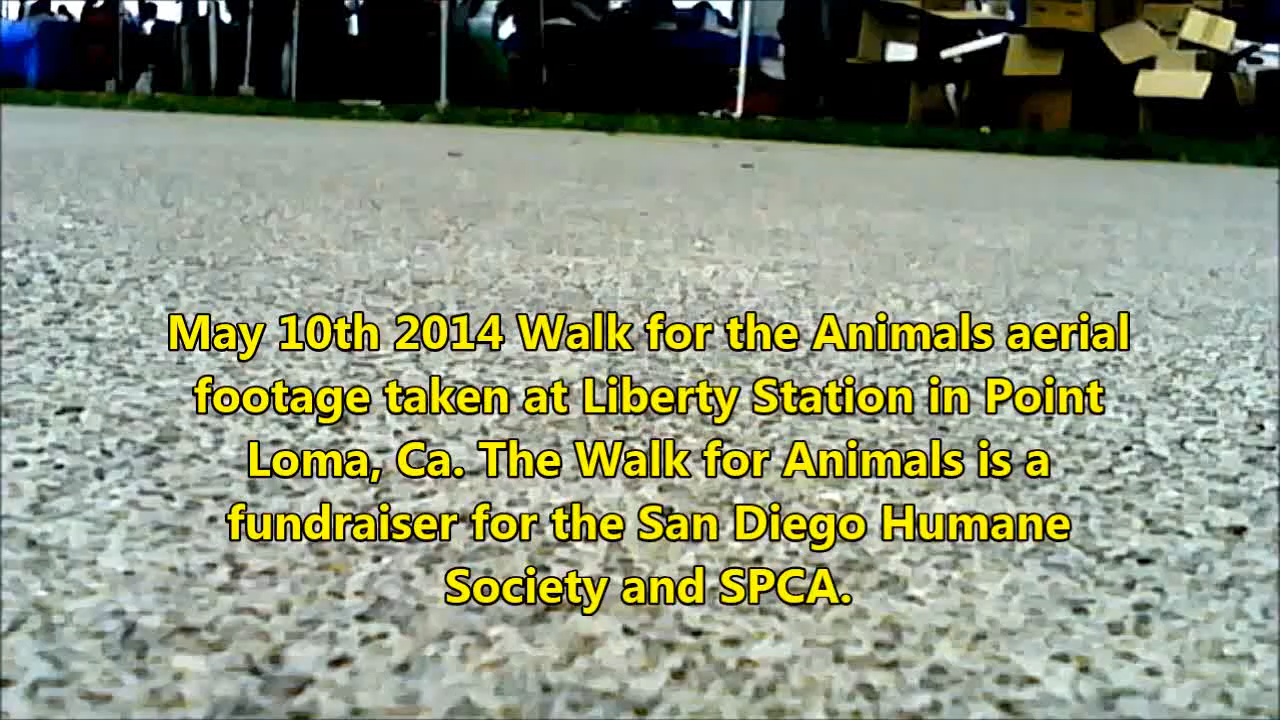 May 10th 2014 Walk for the Animals aerial
footage taken at Liberty Station in Point
Loma, Ca. The Walk for Animals is a
fundraiser for the San Diego Humane
Society and SPCA.